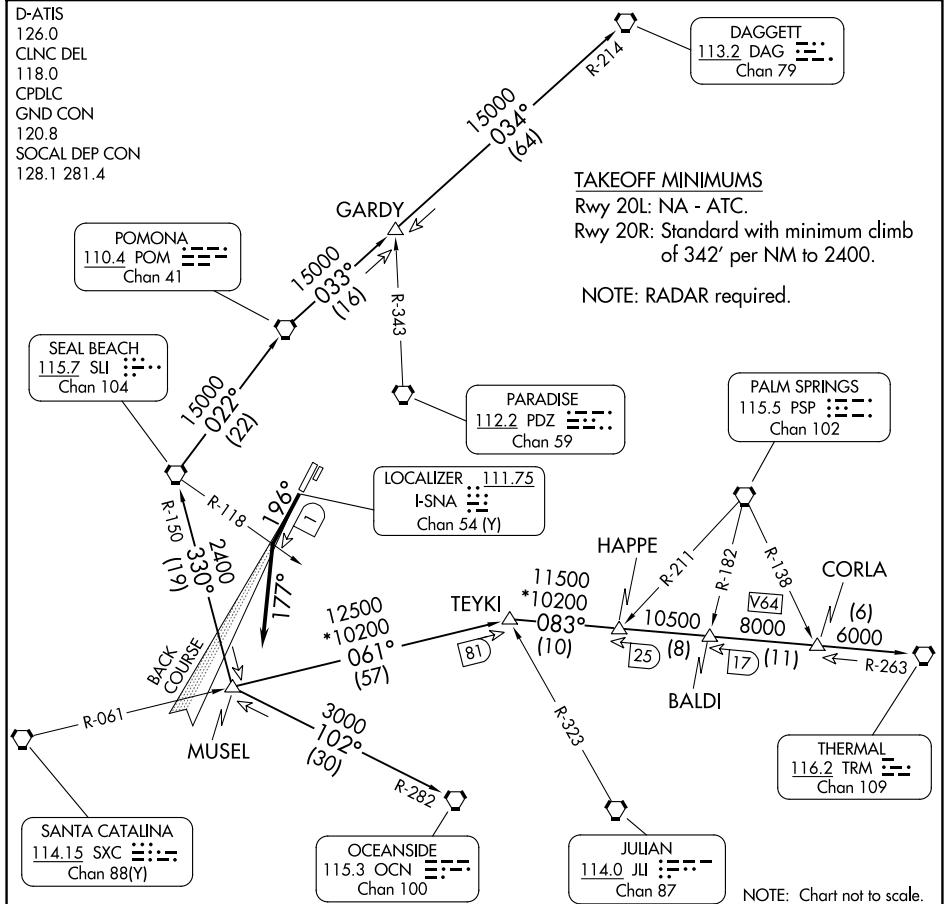 D-ATIS
126.0
CLNC DEL
118.0
CPDLC
GND CON
120.8
SOCAL DEP CON
128.1 281.4
DAGGETT
113.2 DAG
Chan 79
R-214
15000
034°
(64)
TAKEOFF MINIMUMS
Rwy 20L: NA - ATC.
Rwy 20R: Standard with minimum climb
of 342' per NM to 2400.
NOTE: RADAR required.
GARDY
POMONA
110.4 POM
Chan 41
15000
033°
(16)
R-343
SEAL BEACH
115.7 SLI
Chan 104
15000
022°
(22)
PARADISE
112.2 PDZ
Chan 59
PALM SPRINGS
115.5 PSP
Chan 102
LOCALIZER 111.75
I-SNA
Chan 54 (Y)
R-118
196°
1
R-150
2400
330°
(19)
177°
HAPPE
R-211
R-182
R-138
CORLA
TEYKI
11500
*10200
083°
(10)
10500
(8)
V64
8000
(11)
(6)
6000
R-263
12500
*10200
061°
(57)
81
25
17
BALDI
BACK
COURSE
R-061
MUSEL
3000
102°
(30)
R-282
R-323
THERMAL
116.2 TRM
Chan 109
SANTA CATALINA
114.15 SXC
Chan 88(Y)
OCEANSIDE
115.3 OCN
Chan 100
JULIAN
114.0 JLI
Chan 87
NOTE: Chart not to scale.